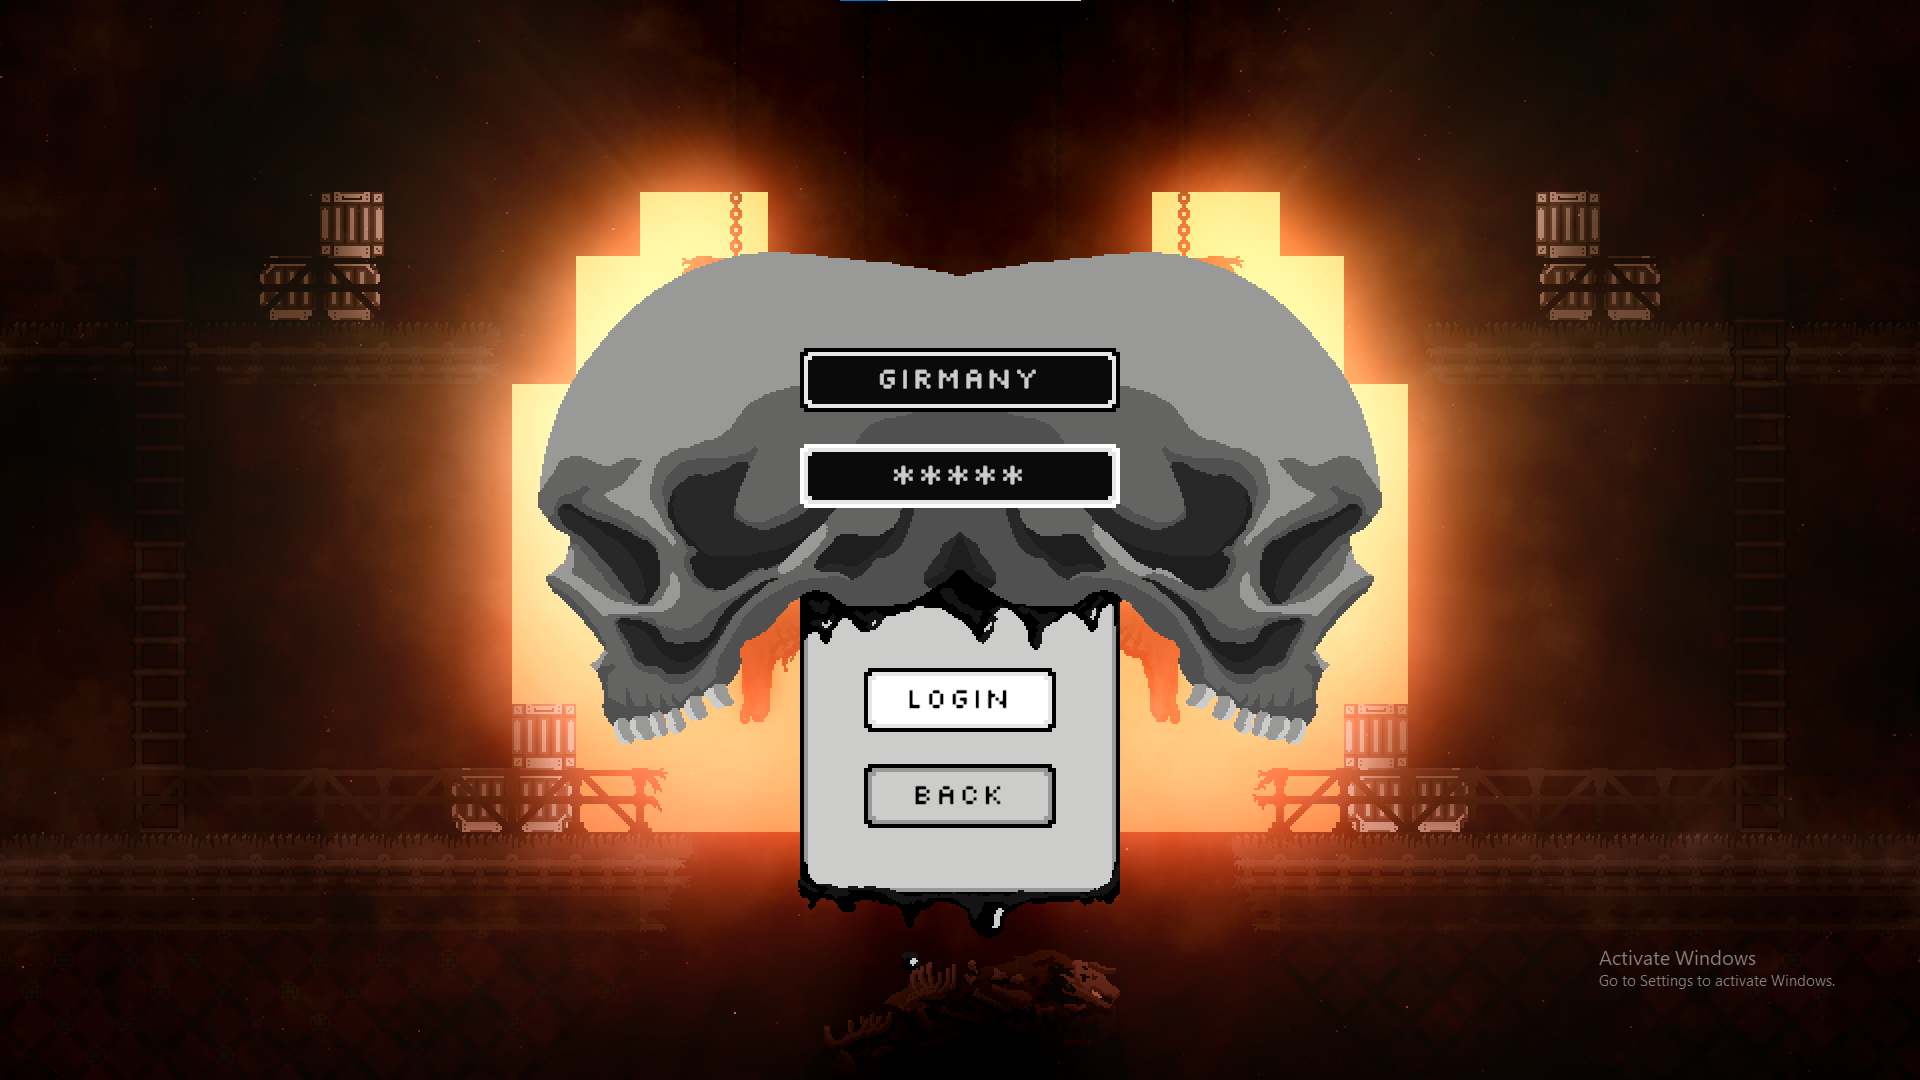 GIRMANY
*****
LOGIN
BACK
Activate Windows
Go to Settings to activate Windows.